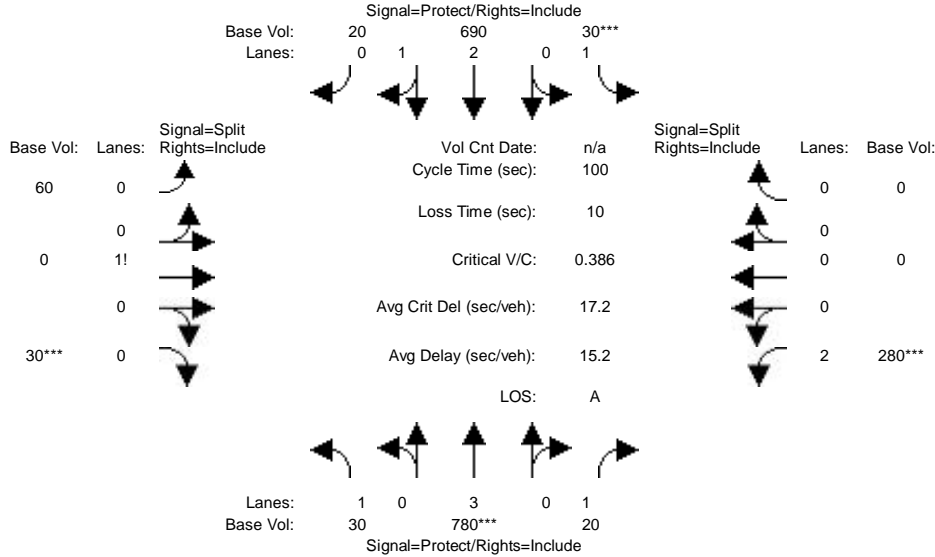 Signal=Protect/Rights=Include
Base Vol: 20 690 30***
Lanes: 0 1 2 0 1
Signal=Split
Rights=Include
Base Vol: Lanes:
60 0
0
0 1!
0
30*** 0
Vol Cnt Date: n/a
Cycle Time (sec): 100
Loss Time (sec): 10
Critical V/C: 0.386
Avg Crit Del (sec/veh): 17.2
Avg Delay (sec/veh): 15.2
LOS: A
Signal=Split
Rights=Include
Lanes: Base Vol:
0 0
0
0 0
0
2 280***
Lanes: 1 0 3 0 1
Base Vol: 30 780*** 20
Signal=Protect/Rights=Include